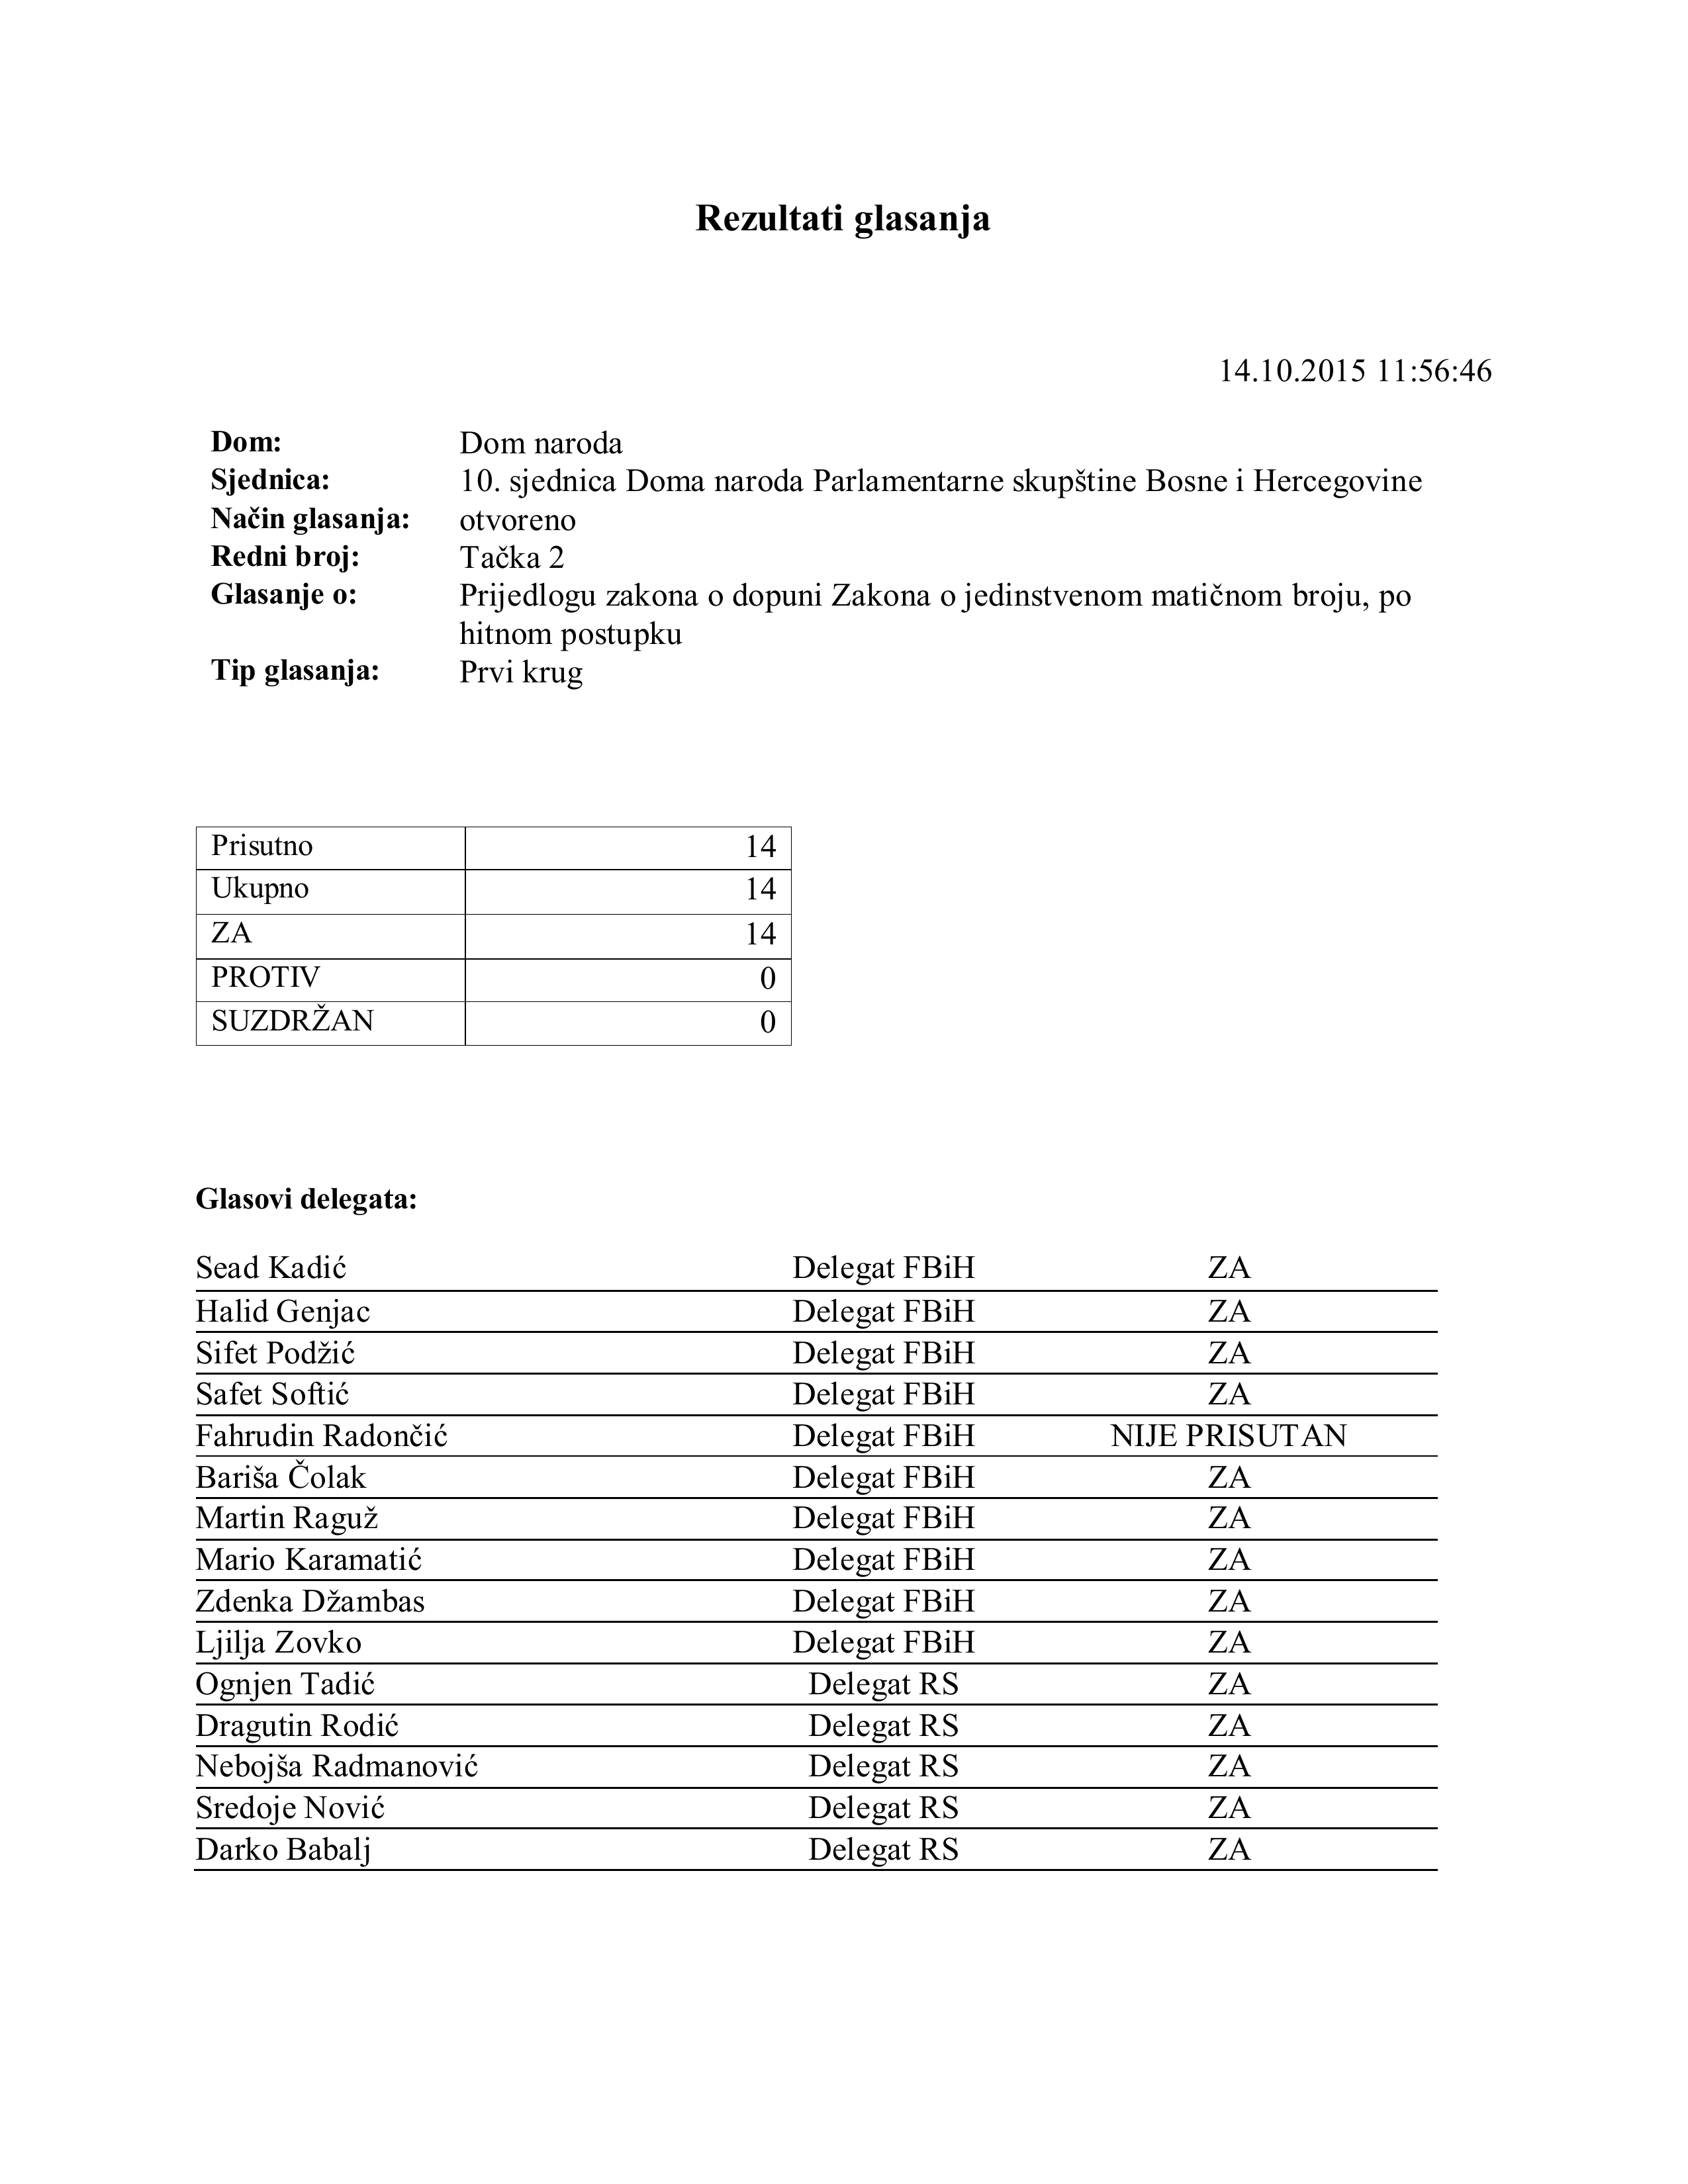 Rezultati glasanja
14.10.2015 11:56:46
Dom: Dom naroda
Sjednica: 10. sjednica Doma naroda Parlamentarne skupštine Bosne i Hercegovine
Način glasanja: otvoreno
Redni broj: Tačka 2
Glasanje o: Prijedlogu zakona o dopuni Zakona o jedinstvenom matičnom broju, po
hitnom postupku
Tip glasanja: Prvi krug
Prisutno 14
Ukupno 14
ZA 14
PROTIV 0
SUZDRŽAN 0
Glasovi delegata:
Sead Kadić Delegat FBiH ZA
Halid Genjac Delegat FBiH ZA
Sifet Podžić Delegat FBiH ZA
Safet Softić Delegat FBiH ZA
Fahrudin Radončić Delegat FBiH NIJE PRISUTAN
Bariša Čolak Delegat FBiH ZA
Martin Raguž Delegat FBiH ZA
Mario Karamatić Delegat FBiH ZA
Zdenka Džambas Delegat FBiH ZA
Ljilja Zovko Delegat FBiH ZA
Ognjen Tadić Delegat RS ZA
Dragutin Rodić Delegat RS ZA
Nebojša Radmanović Delegat RS ZA
Sredoje Nović Delegat RS ZA
Darko Babalj Delegat RS ZA